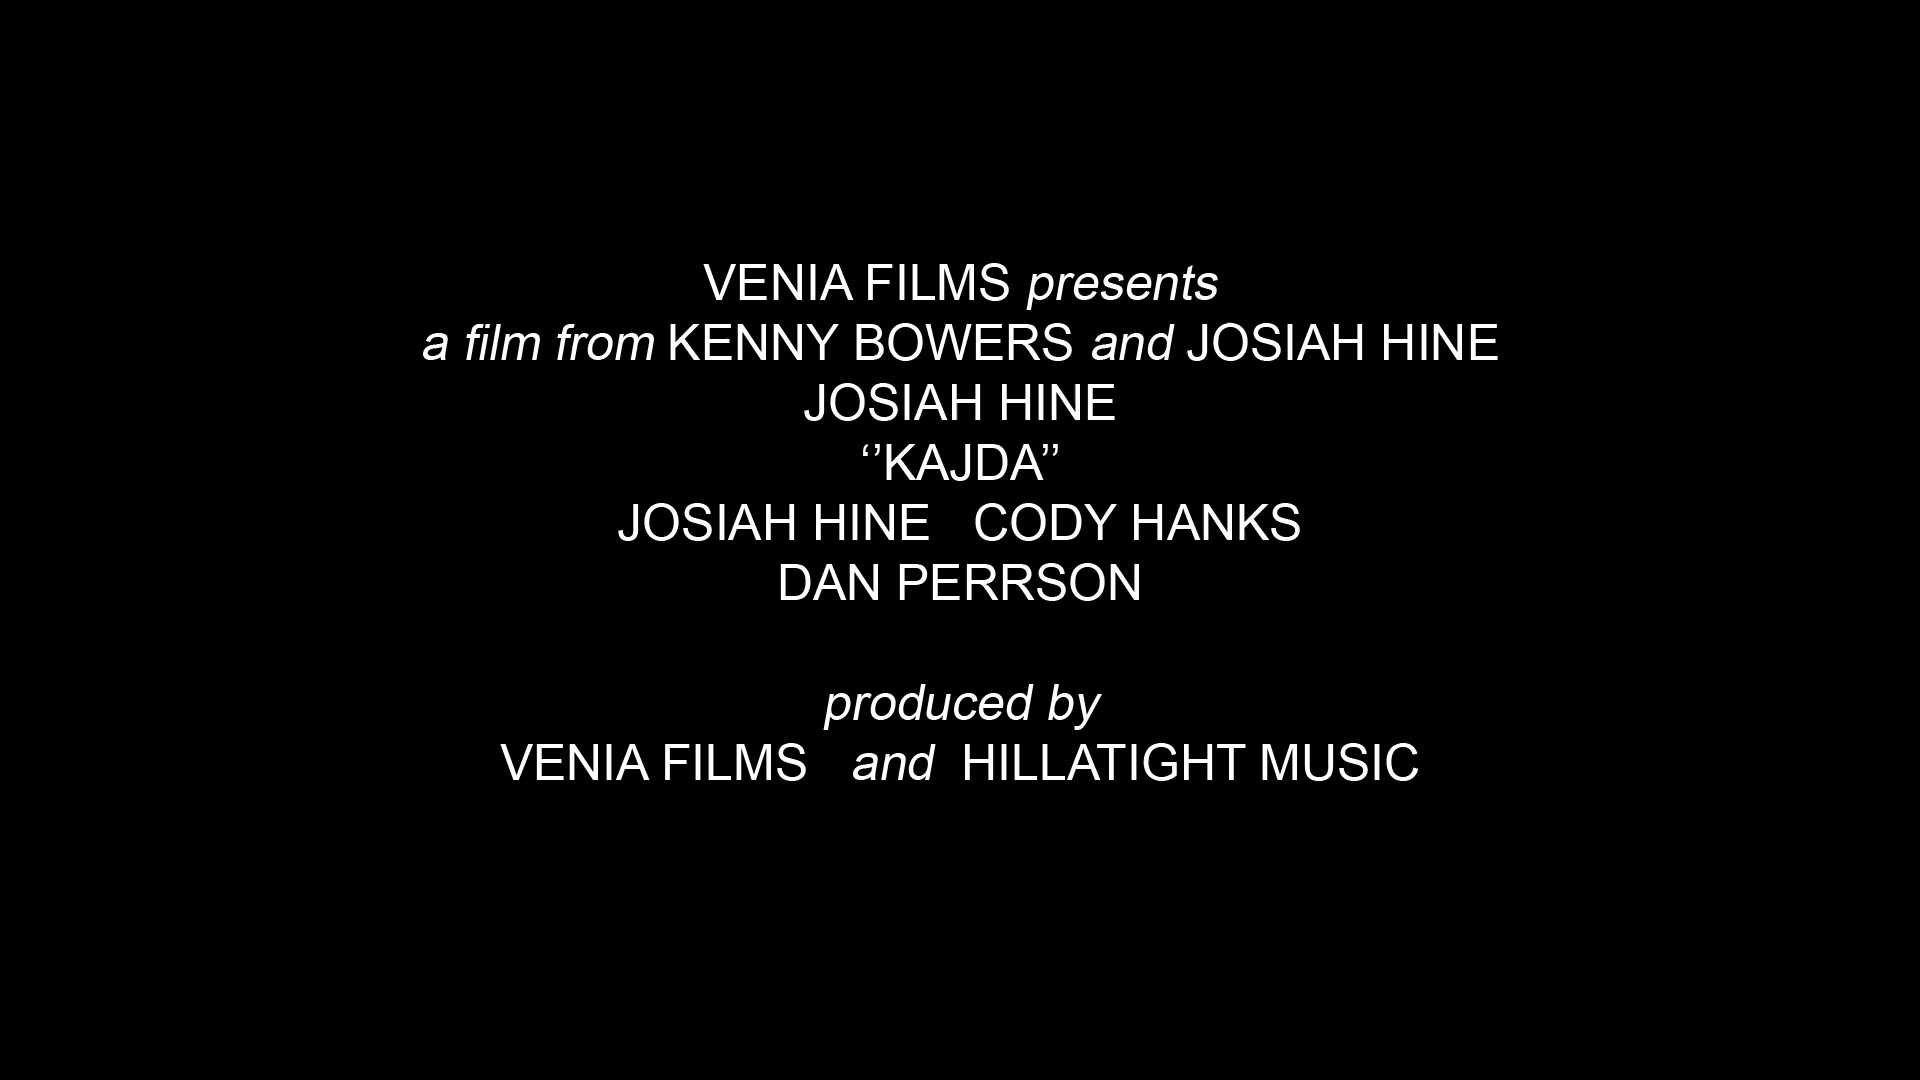 VENIA FILMS presents
a film from KENNY BOWERS and JOSIAH HINE
JOSIAH HINE
‘’KAJDA’’
JOSIAH HINE CODY HANKS
DAN PERRSON
produced by
VENIA FILMS and HILLATIGHT MUSIC